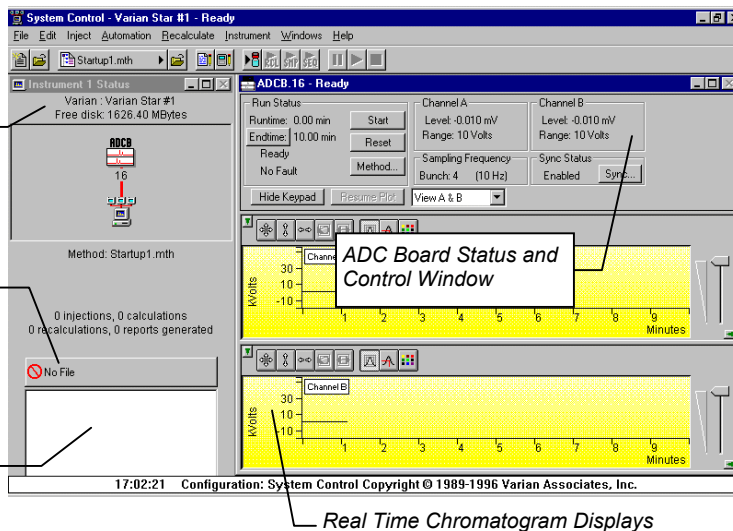 System Control - Varian Star #1 - Ready
File Edit Inject Automation Recalculate Instrument Windows Help
Startup1.mth
RCL SMP SEQ
Instrument 1 Status
Varian : Varian Star #1
Free disk: 1626.40 MBytes
ADCB
16
Method: Startup1.mth
0 injections, 0 calculations
0 recalculations, 0 reports generated
No File
ADCB.16 - Ready
Run Status
Runtime: 0.00 min
Start
Endtime: 10.00 min
Reset
Ready
No Fault
Method...
Channel A
Level: -0.010 mV
Range: 10 Volts
Channel B
Level: -0.010 mV
Range: 10 Volts
Sampling Frequency
Bunch: 4 (10 Hz)
Sync Status
Enabled
Sync...
Hide Keypad
Resume Plot
View A & B
ADC Board Status and
Control Window
Channe
kVolts
30
10
-10
1 2 3 4 5 6 7 8 9
Minutes
Channel B
kVolts
30
10
-10
1 2 3 4 5 6 7 8 9
Minutes
17:02:21 Configuration: System Control Copyright © 1989-1996 Varian Associates, Inc.
Real Time Chromatogram Displays